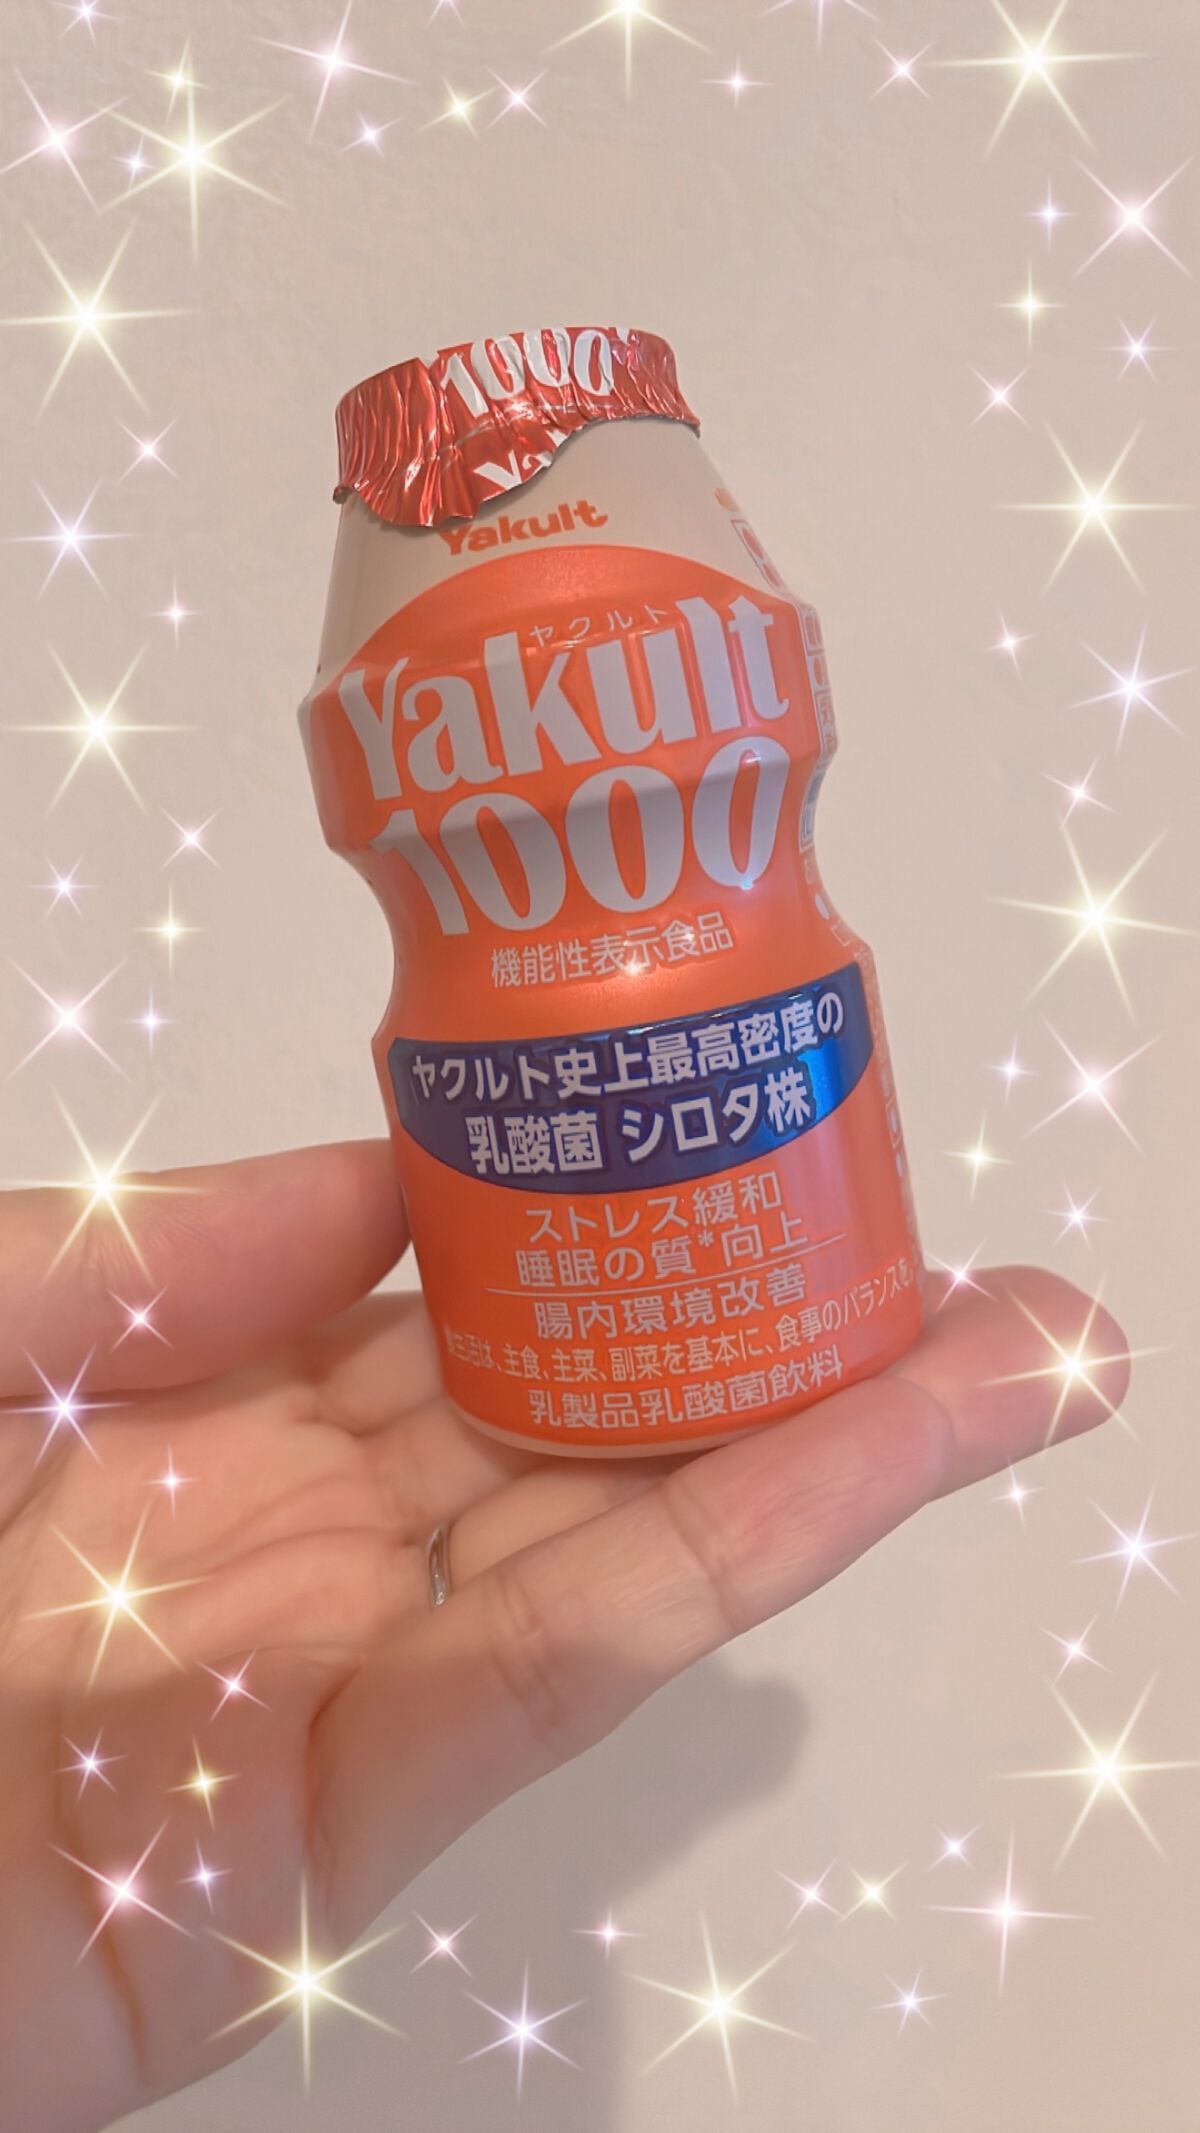 1000
Yakult
ヤクルト
Yakult
1000
機能性表示食品
ヤクルト史上最高密度の
乳酸菌 シロタ株
ストレス緩和
睡眠の質*向上
腸内環境改善
生活は、主食、主菜、副菜を基本に、食事のバランスを
乳製品乳酸菌飲料